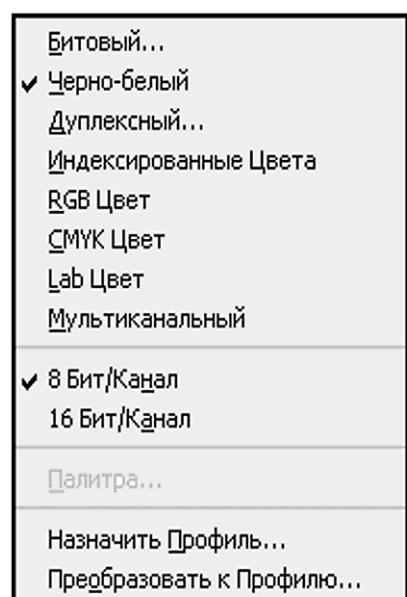 Битовый...
Черно-белый
Дуплексный...
Индексированные Цвета
RGB Цвет
CMYK Цвет
Lab Цвет
Мультиканальный
8 Бит/Канал
16 Бит/Канал
Палитра...
Назначить Профиль...
Преобразовать к Профилю...